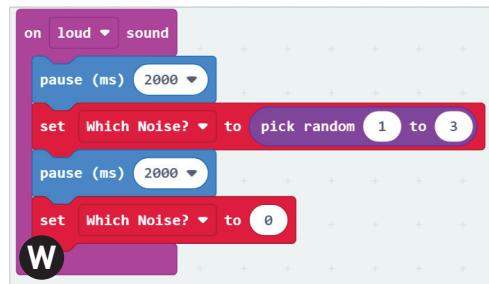 on loud sound
pause (ms) 2000
set Which Noise? to pick random 1 to 3
pause (ms) 2000
set Which Noise? to 0
W